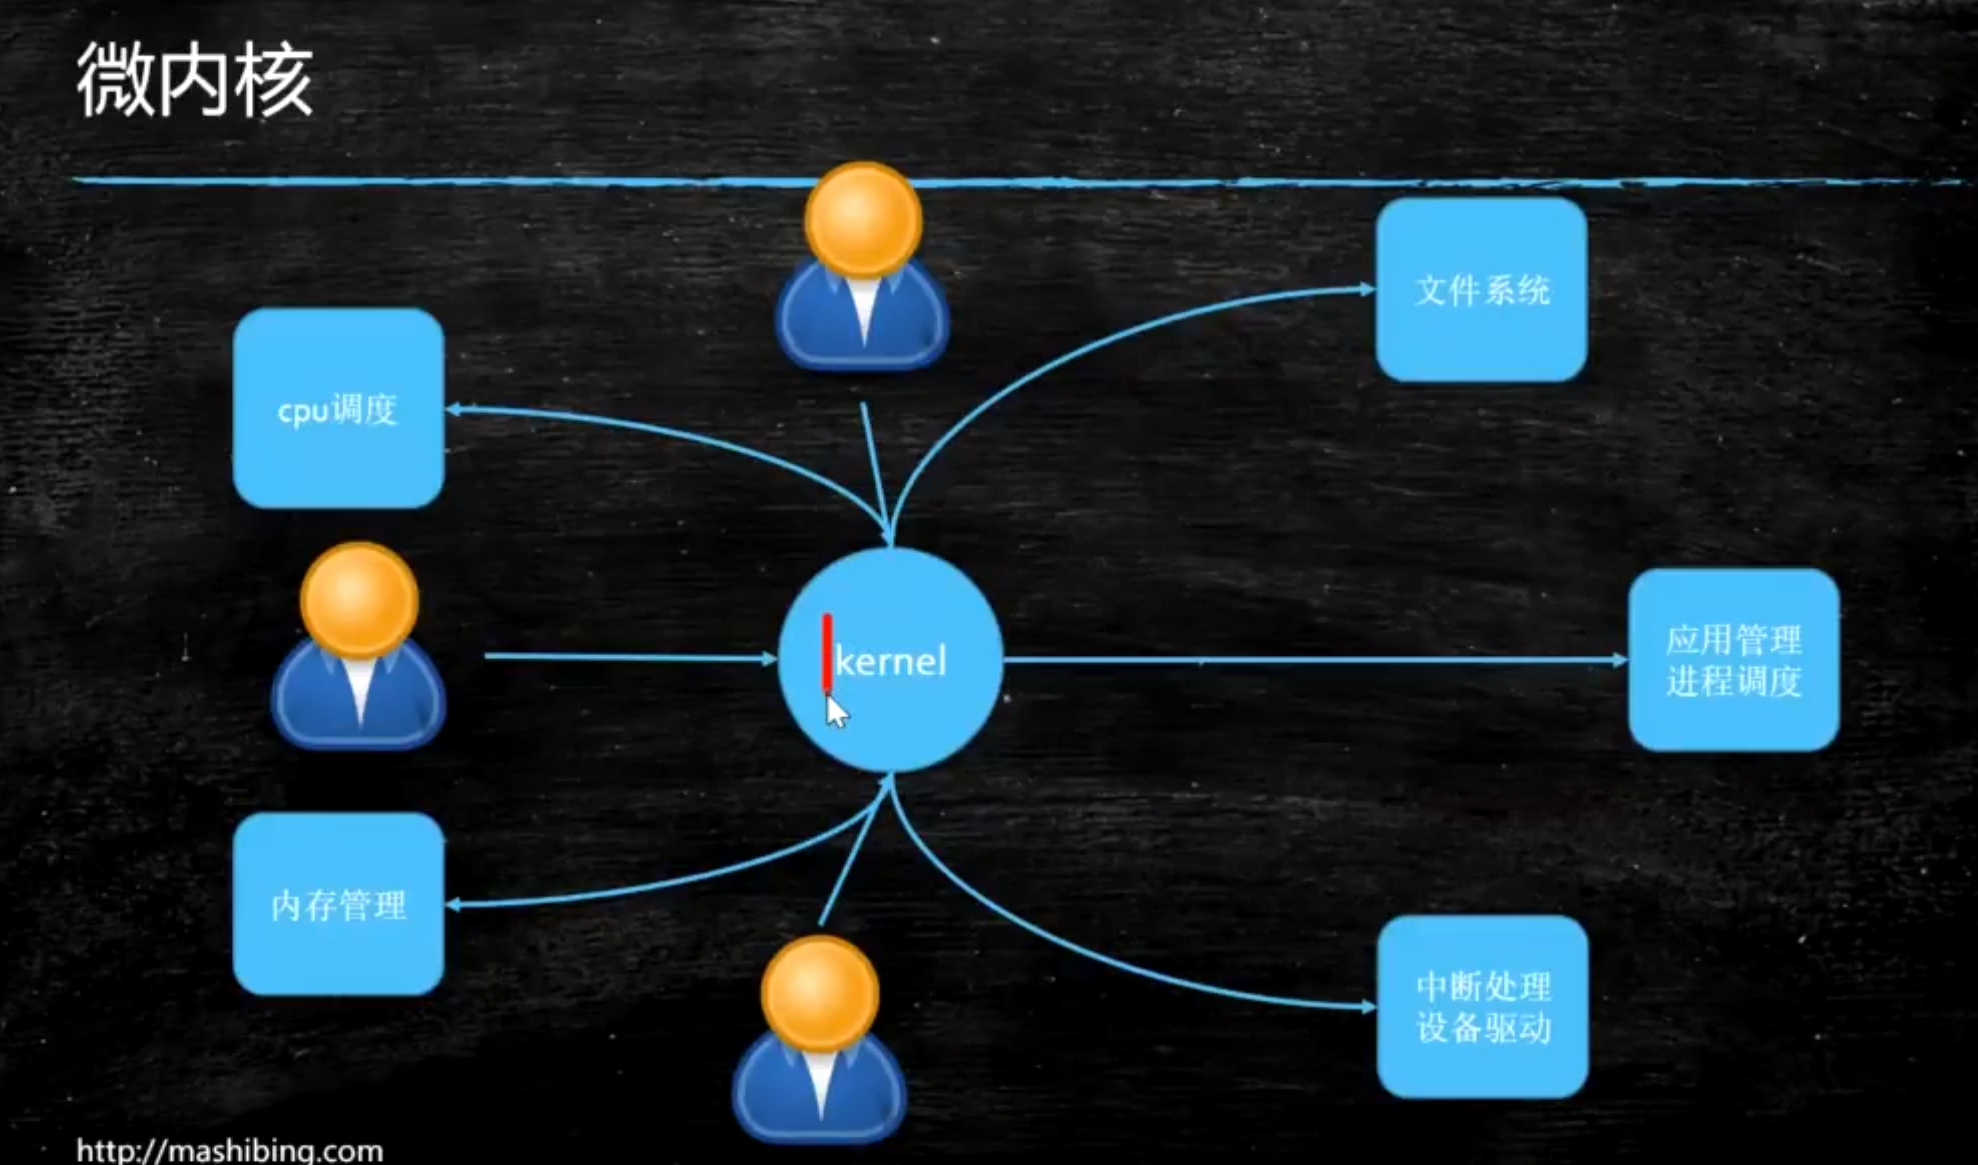 微内核
文件系统
cpu调度
kernel
应用管理
进程调度
内存管理
中断处理
设备驱动
http://mashibing.com